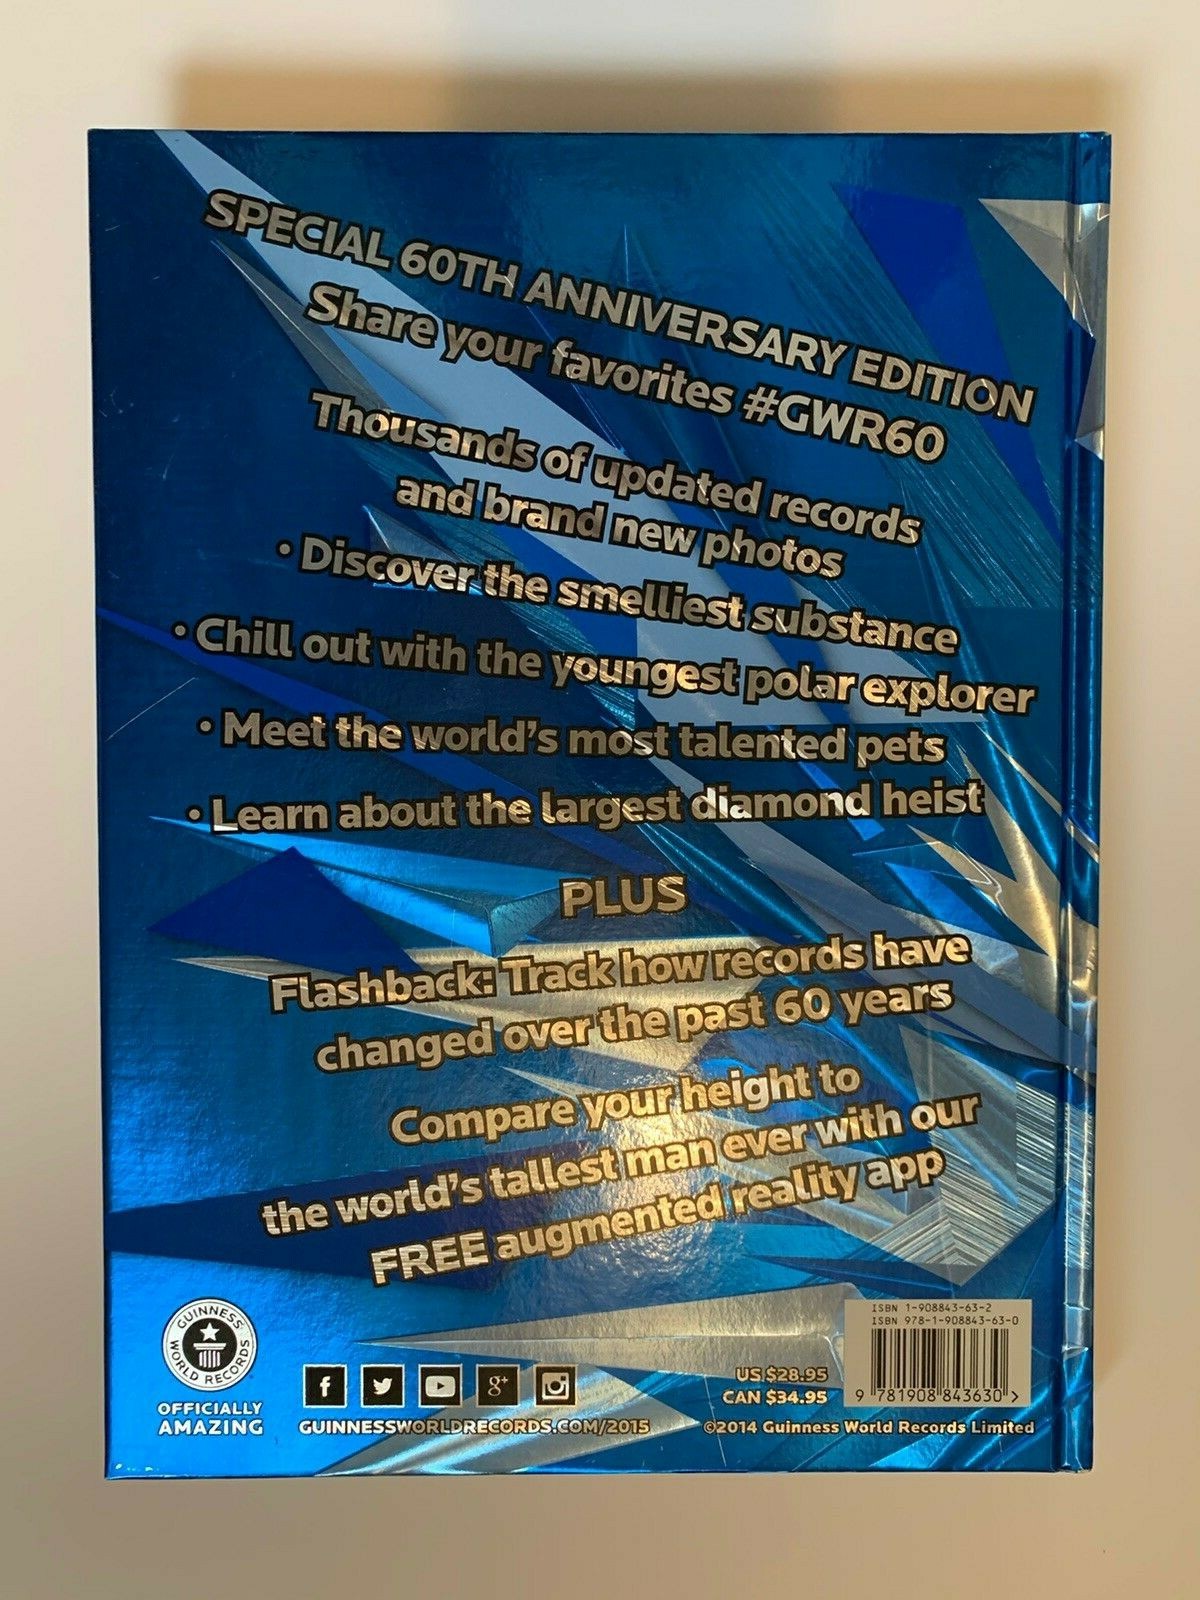 SPECIAL 60TH ANNIVERSARY EDITION
Share your favorites #GWR60
Thousands of updated records
and brand new photos
• Discover the smelliest substance
• Chill out with the youngest polar explorer
• Meet the world's most talented pets
• Learn about the largest diamond heist
PLUS
Flashback: Track how records have
changed over the past 60 years
Compare your height to
the world's tallest man ever with our
FREE augmented reality app
GUINNESS
WORLD RECORDS
OFFICIALLY
AMAZING
f
You Tube
g+
GUINNESSWORLDRECORDS.COM/2015
US $28.95
CAN $34.95
ISBN 1-908843-63-2
ISBN 978-1-908843-63-0
9 781908 843630 >
©2014 Guinness World Records Limited